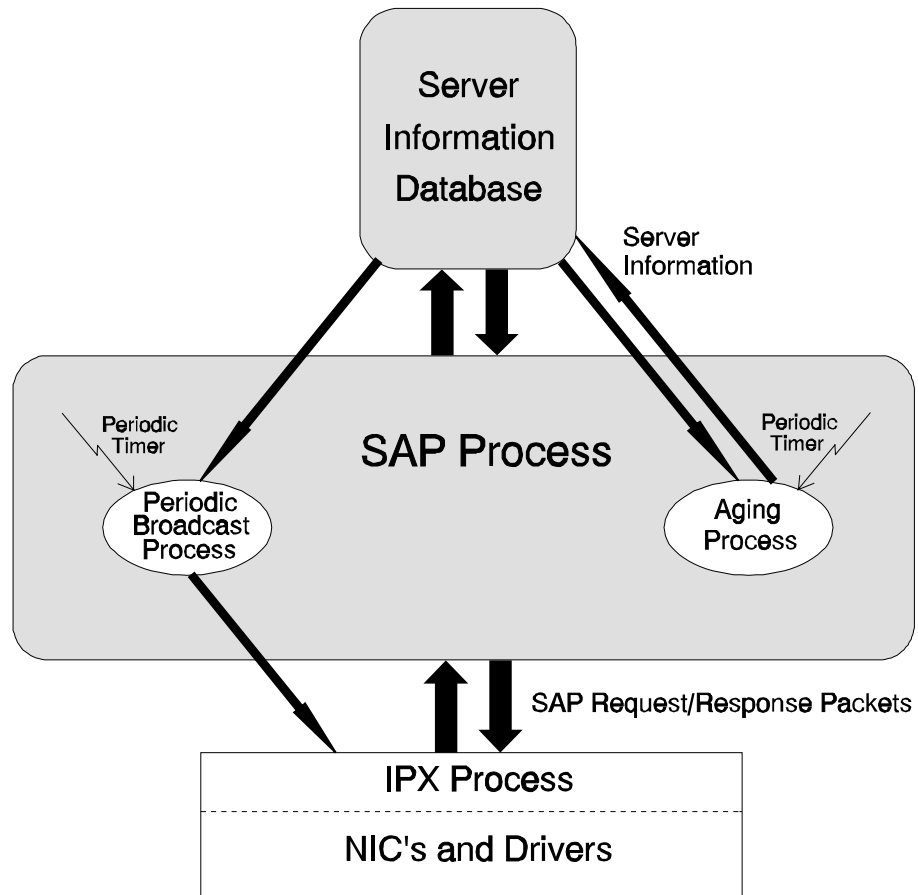 Server
Information
Database
Server
Information
Periodic
Timer
SAP Process
Periodic
Timer
Periodic
Broadcast
Process
Aging
Process
SAP Request/Response Packets
IPX Process
NIC's and Drivers